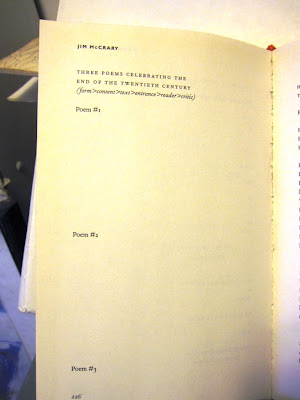 JIM McCRARY
THREE POEMS CELEBRATING THE
END OF THE TWENTIETH CENTURY
(form>content>text>entrance>reader>critic)
Poem #1
Poem #2
Poem #3
226